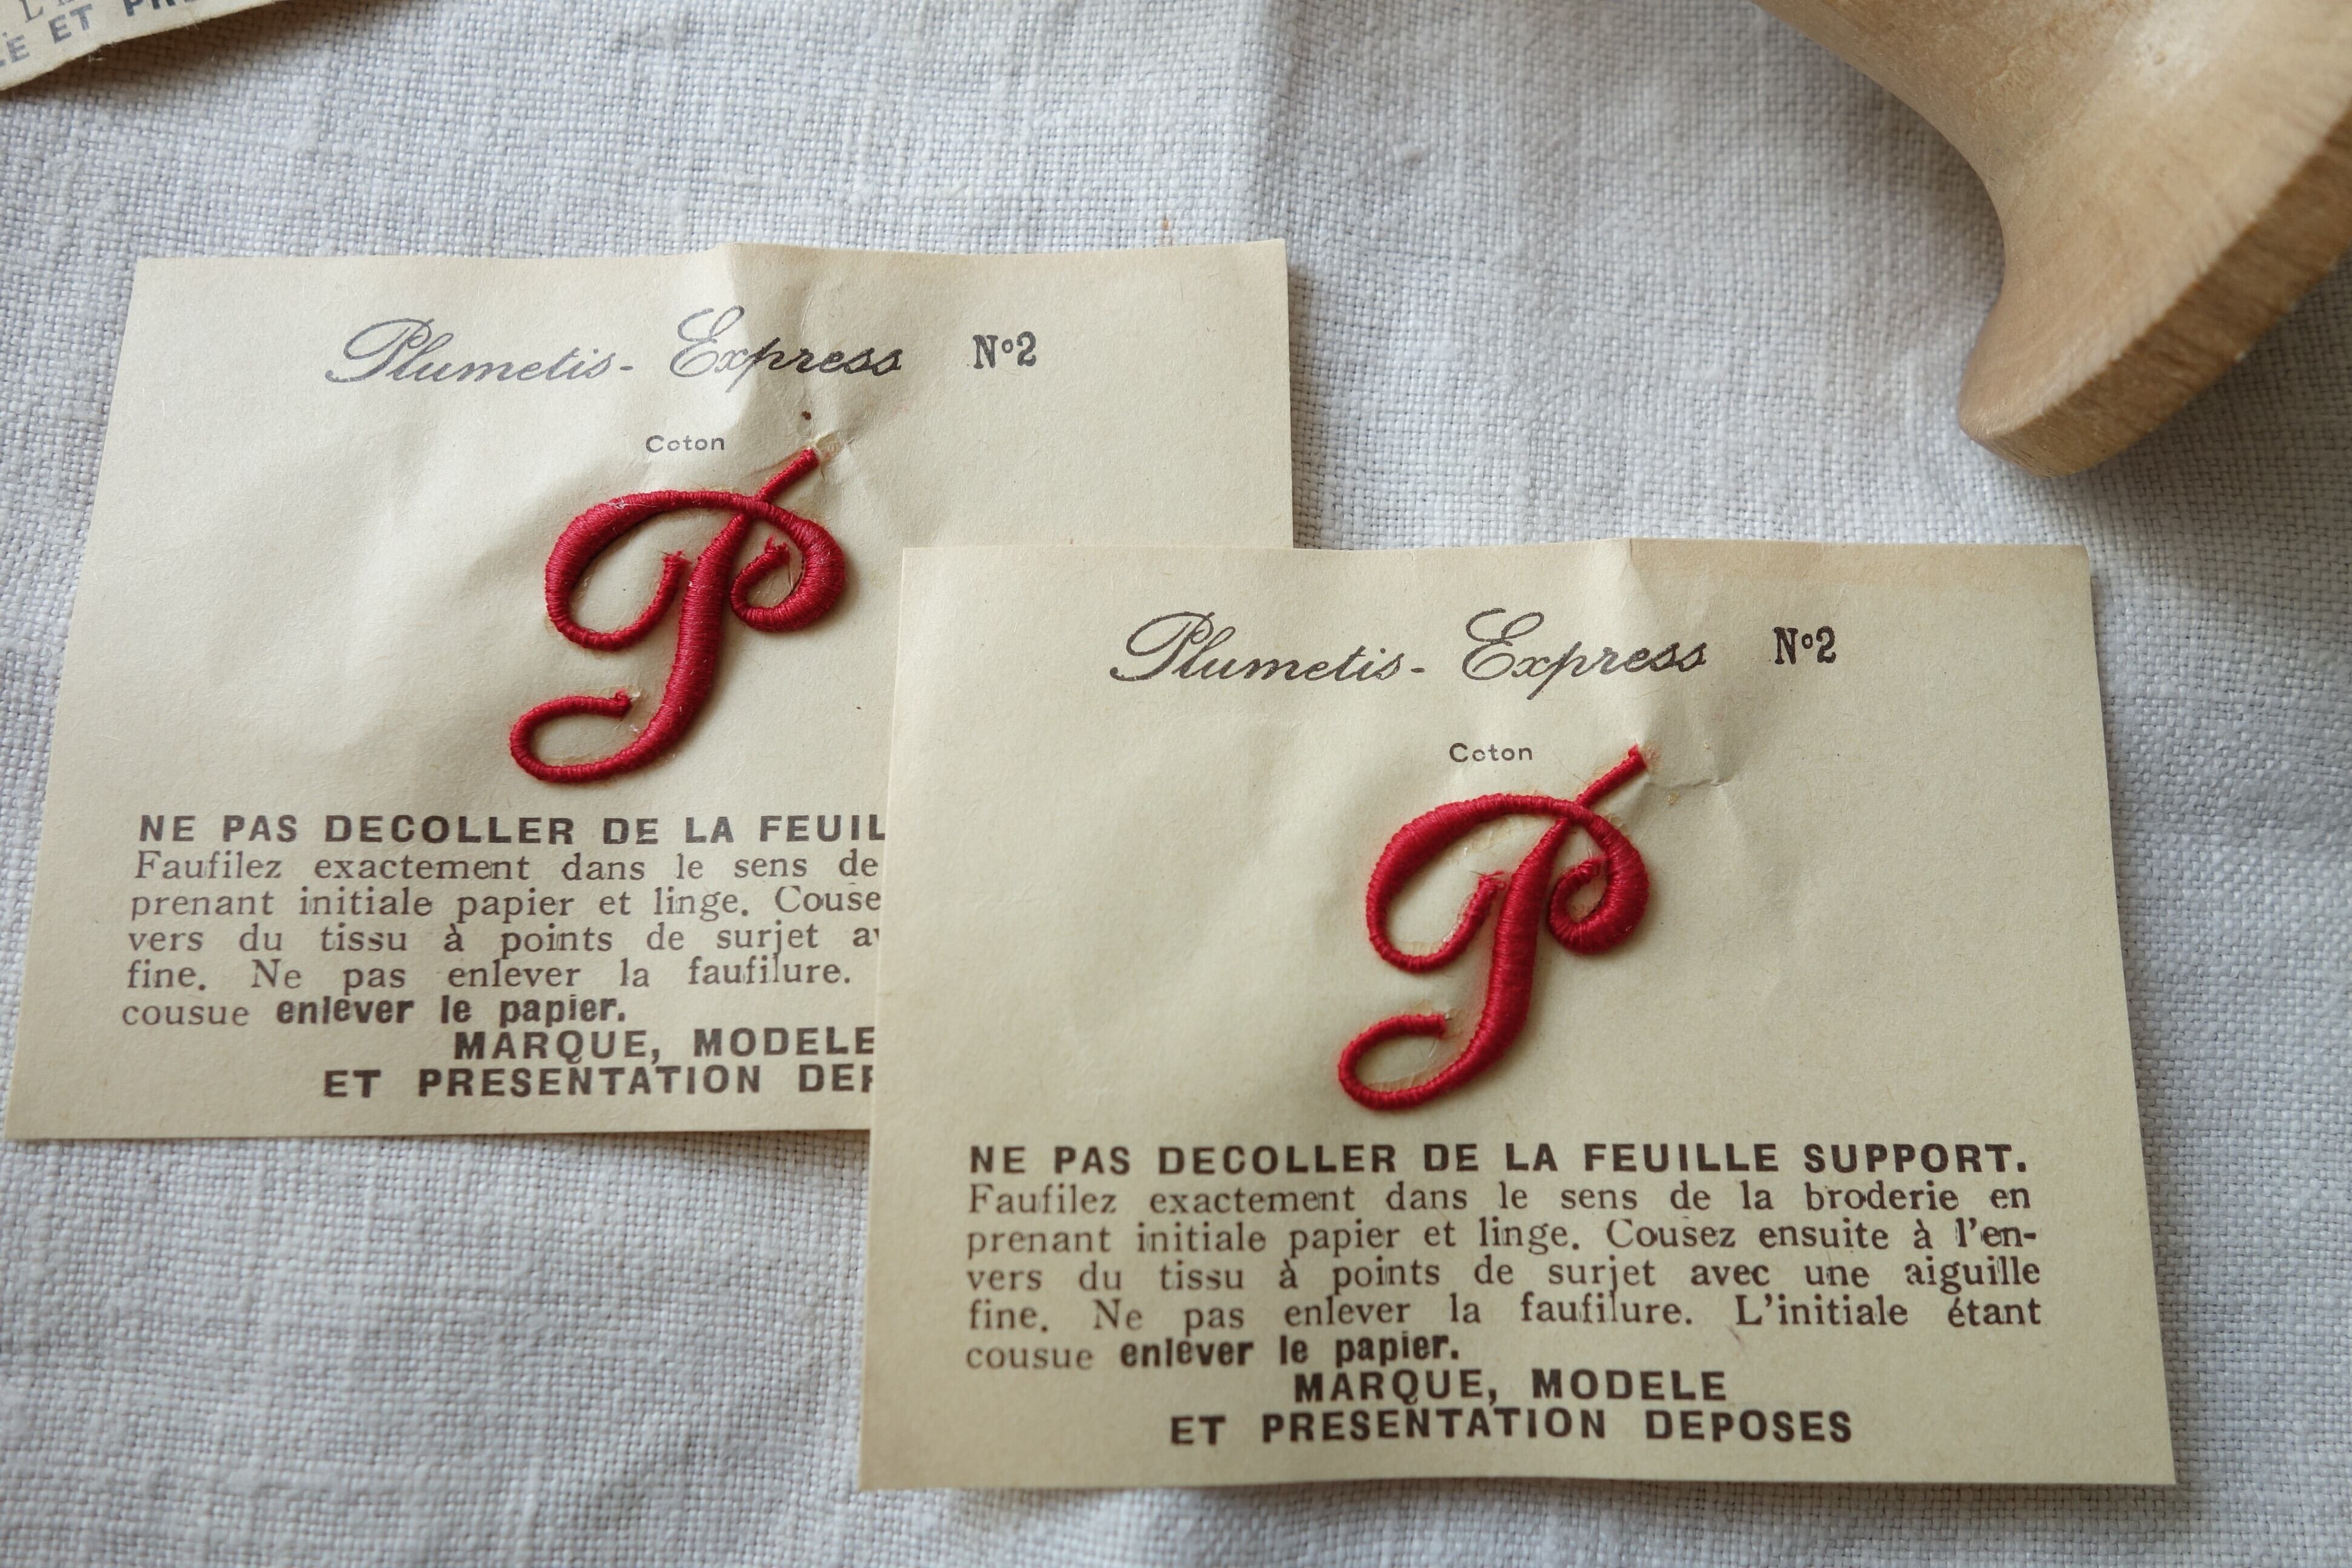 ET
Plumetis-Express N°2
Coton
P
NE PAS DECOLLER DE LA
Faufilez exactement dans le sens de
prenant initiale papier et linge.
vers du tissu à points de surjet
fine. Ne pas enlever la faufilure.
cousue enlever le papier.
MARQUE, MODELE
ET PRESENTATION
Plumetis-Express N°2
Coton
P
NE PAS DECOLLER DE LA FEUILLE SUPPORT.
Faufilez exactement dans le sens de la broderie en
prenant initiale papier et linge. Cousez ensuite à l'en-
vers du tissu à points de surjet avec une aiguille
fine. Ne pas enlever la faufilure. L'initiale étant
cousue enlever le papier.
MARQUE, MODELE
ET PRESENTATION DEPOSES